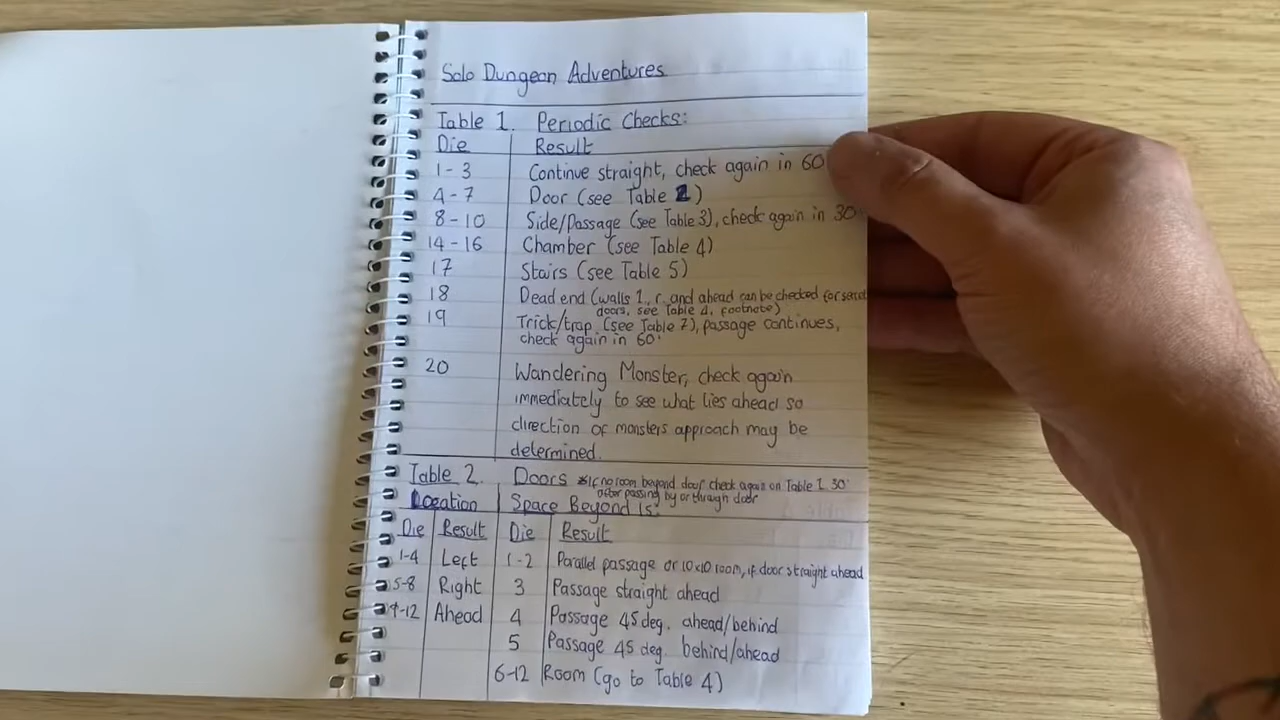 Solo Dungeon Adventures
Table 1. Periodic Checks:
Die Result
1-3 Continue straight, check again in 60
4-7 Door (see Table 2)
8-10 Side/Passage (see Table 3), check again in 30'
14-16 Chamber (see Table 4)
17 Stairs (see Table 5)
18 Dead end (walls l., r. and ahead can be checked for secret
doors, see Table 4, footnote)
19 Trick/trap (see Table 7), passage continues,
check again in 60'
20 Wandering Monster, check again
immediately to see what lies ahead so
direction of monsters approach may be
determined.
Table 2. Doors *If no room beyond door check again on Table 1 30'
after passing by or through door
Location Space Beyond Is:
Die Result Die Result
1-4 Left 1-2 Parallel passage or 10x10 room, if door straight ahead
5-8 Right 3 Passage straight ahead
9-12 Ahead 4 Passage 45 deg. ahead/behind
5 Passage 45 deg. behind/ahead
6-12 Room (go to Table 4)